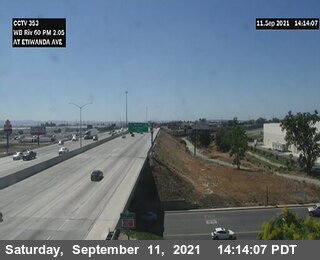 CCTV 353
WB Riv 60 PM 2.05
AT ETIWANDA AVE
11.Sep 2021 14:14:07
Saturday, September 11, 2021 14:14:07 PDT